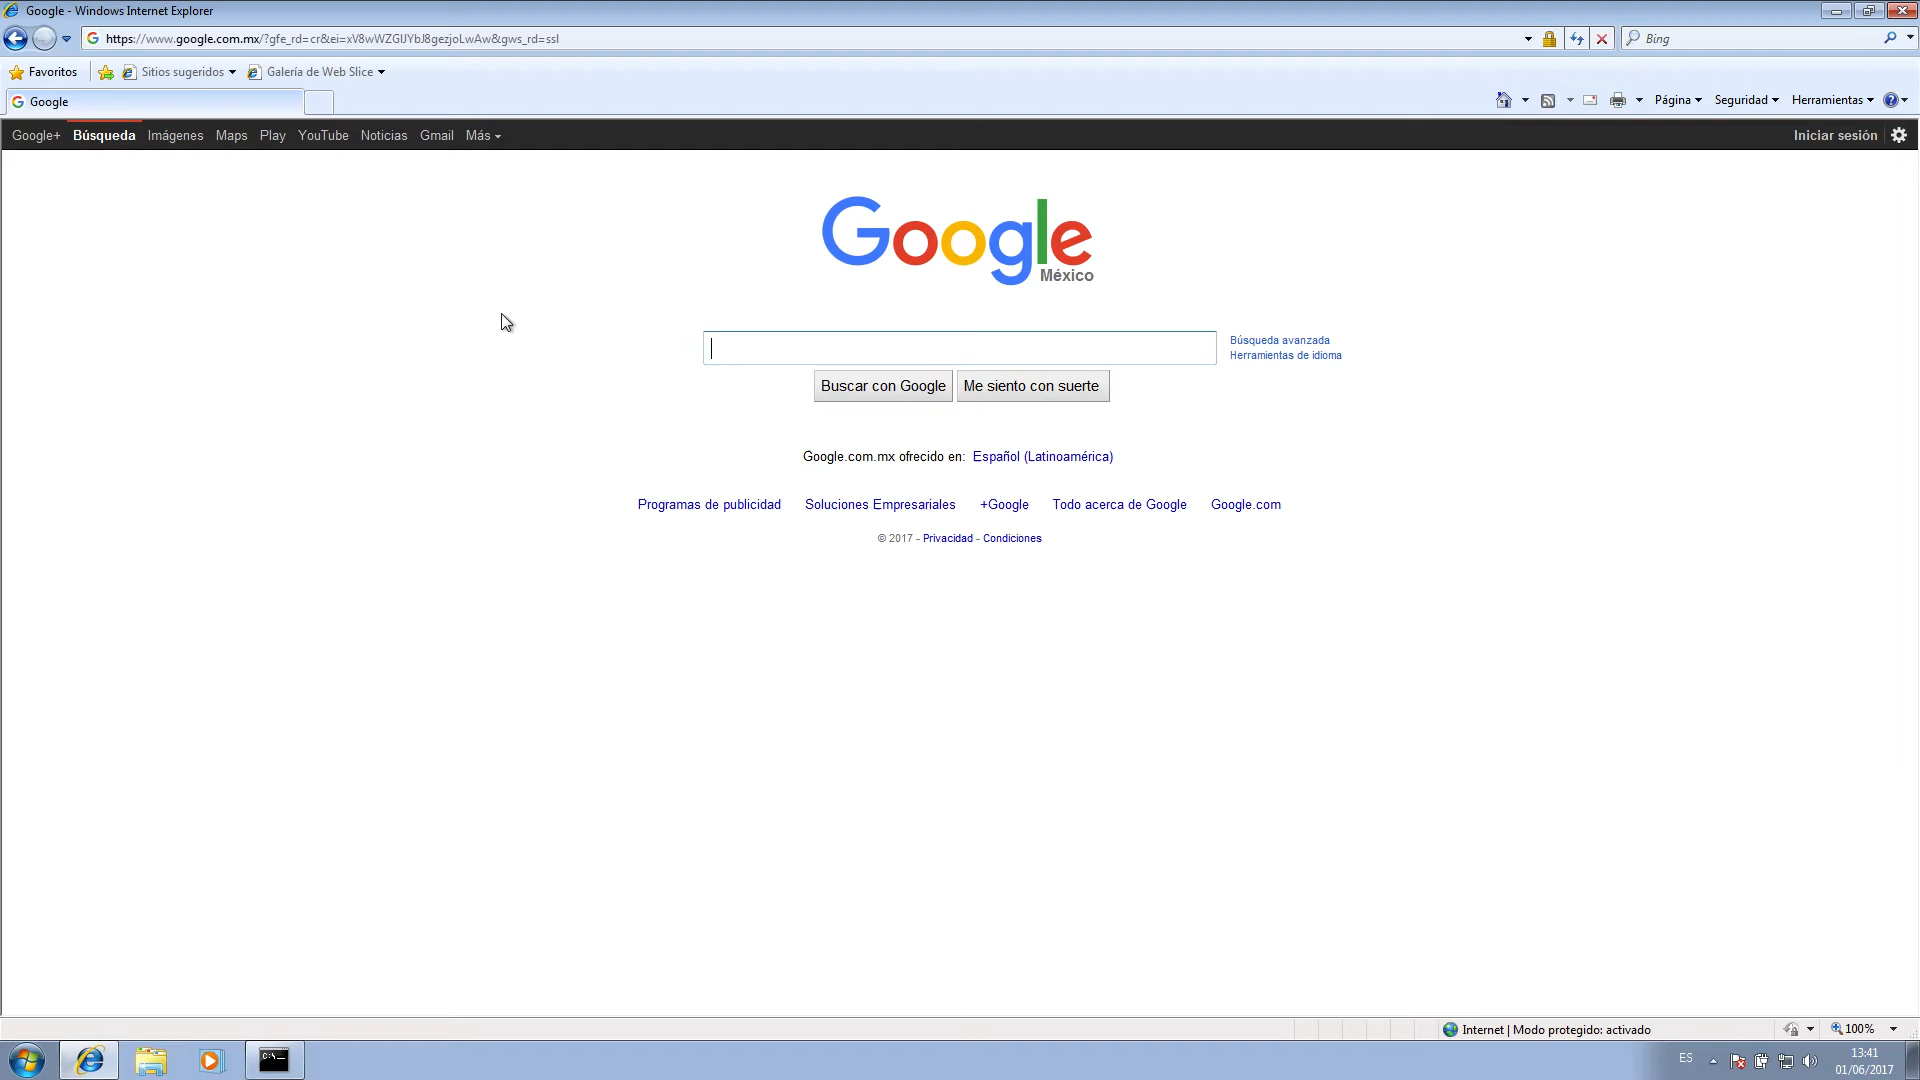 Google - Windows Internet Explorer
https://www.google.com.mx/?gfe_rd=cr&ei=xV8wWZGlJYbJ8gezjoLwAw&gws_rd=ssl
Bing
Favoritos Sitios sugeridos Galería de Web Slice
Google
Página Seguridad Herramientas
Google+ Búsqueda Imágenes Maps Play YouTube Noticias Gmail Más
Iniciar sesión
Google
México
Búsqueda avanzada
Herramientas de idioma
Buscar con Google Me siento con suerte
Google.com.mx ofrecido en: Español (Latinoamérica)
Programas de publicidad Soluciones Empresariales +Google Todo acerca de Google Google.com
© 2017 - Privacidad - Condiciones
Internet | Modo protegido: activado
100%
C:\_
ES
13:41
01/06/2017